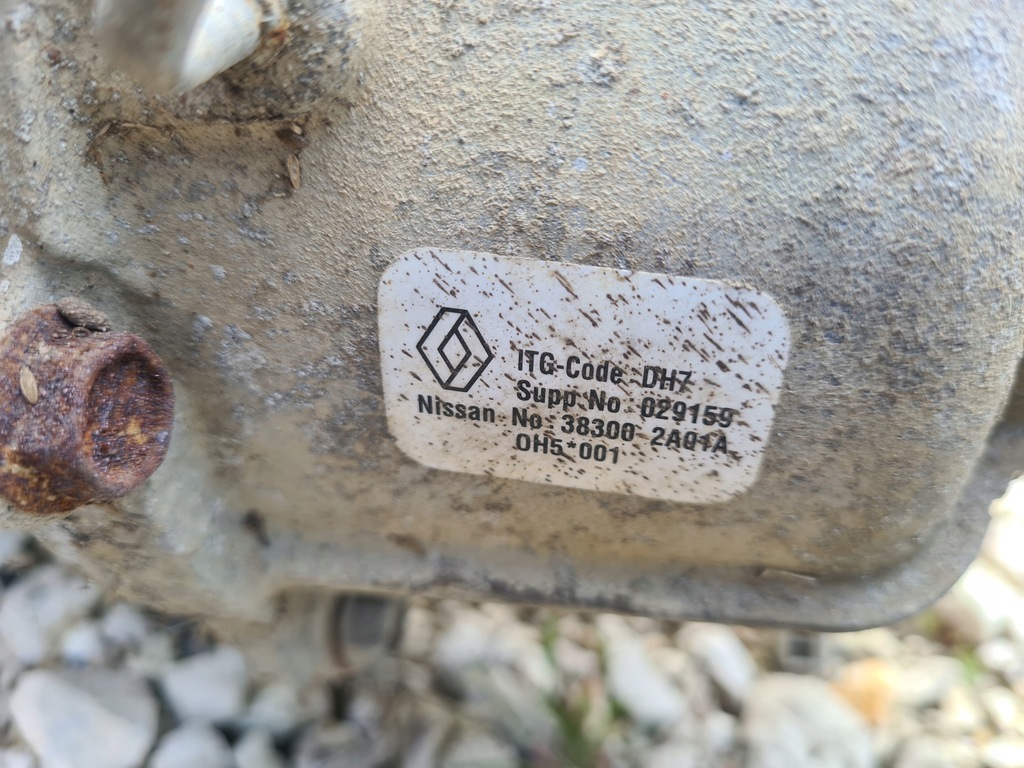 ITG-Code DH7
Supp No 029159
Nissan No 38300 2A01A
OH5*001